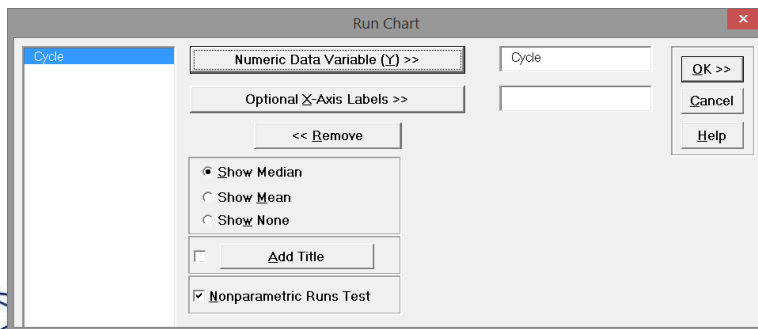 Run Chart
Cycle
Numeric Data Variable (Y) >>
Cycle
OK >>
Optional X-Axis Labels >>
Cancel
<< Remove
Help
Show Median
Show Mean
Show None
Add Title
Nonparametric Runs Test